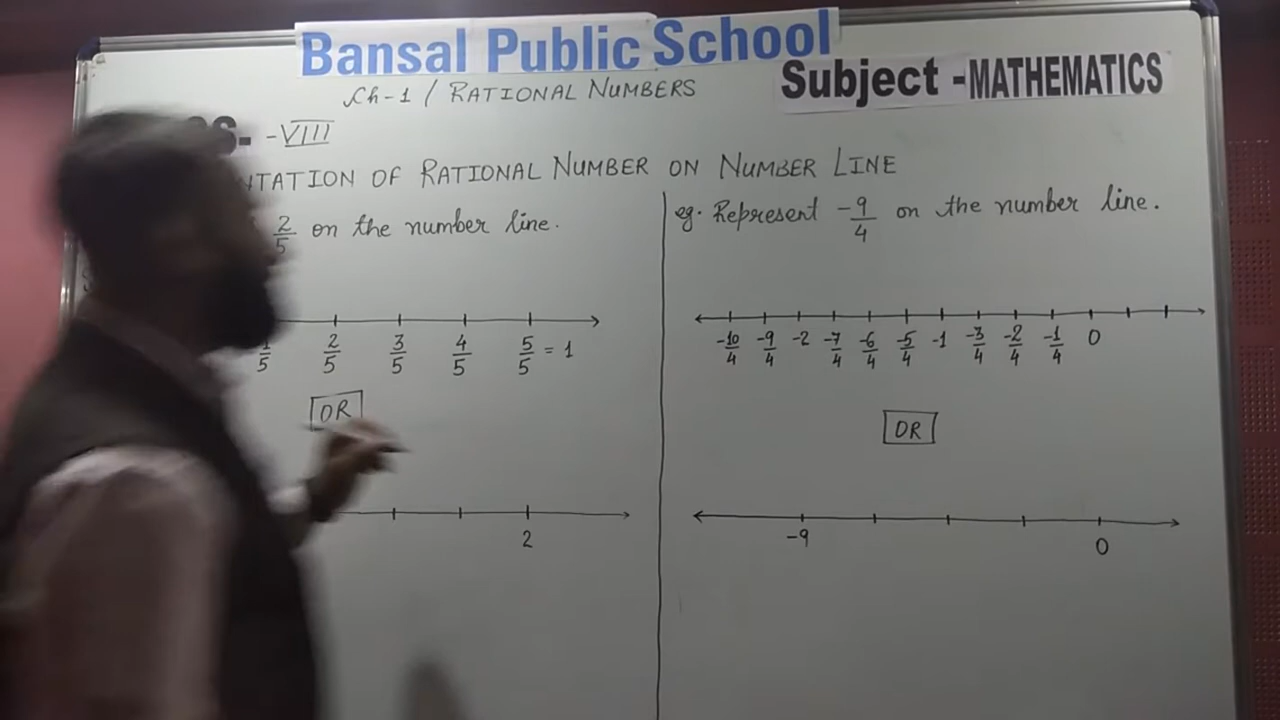 Bansal Public School
Subject -MATHEMATICS
Ch-1 / RATIONAL NUMBERS
-VIII
NTATION OF RATIONAL NUMBER ON NUMBER LINE
2/5 on the number line.
1/5 2/5 3/5 4/5 5/5 = 1
OR
2
eg. Represent -9/4 on the number line.
-10/4 -9/4 -2 -7/4 -6/4 -5/4 -1 -3/4 -2/4 -1/4 0
OR
-9 0